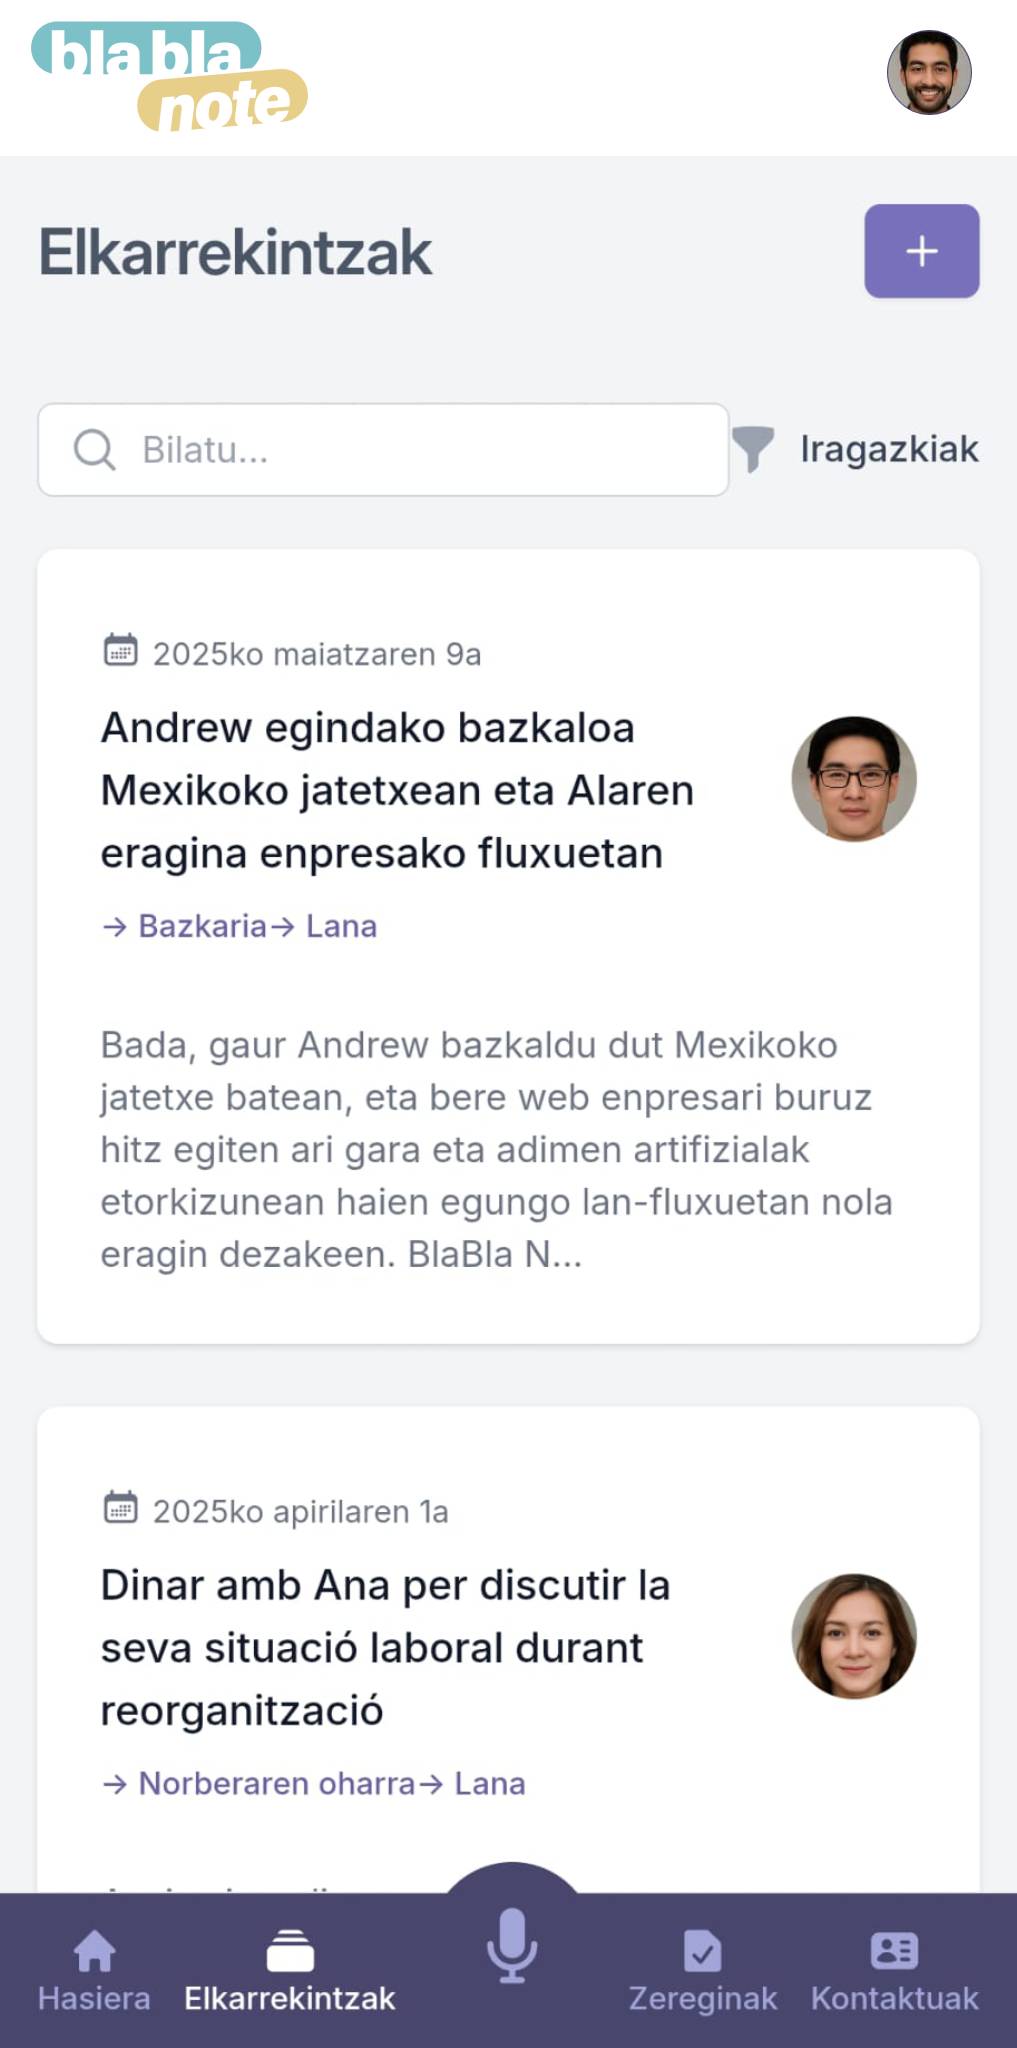 bla bla
note
Elkarrekintzak
Bilatu...
Iragazkiak
2025ko maiatzaren 9a
Andrew egindako bazkaloa
Mexikoko jatetxean eta AIaren
eragina enpresako fluxuetan
→ Bazkaria→ Lana
Bada, gaur Andrew bazkaldu dut Mexikoko
jatetxe batean, eta bere web enpresari buruz
hitz egiten ari gara eta adimen artifizialak
etorkizunean haien egungo lan-fluxuetan nola
eragin dezakeen. BlaBla N...
2025ko apirilaren 1a
Dinar amb Ana per discutir la
seva situació laboral durant
reorganització
→ Norberaren oharra→ Lana
Hasiera
Elkarrekintzak
Zereginak
Kontaktuak